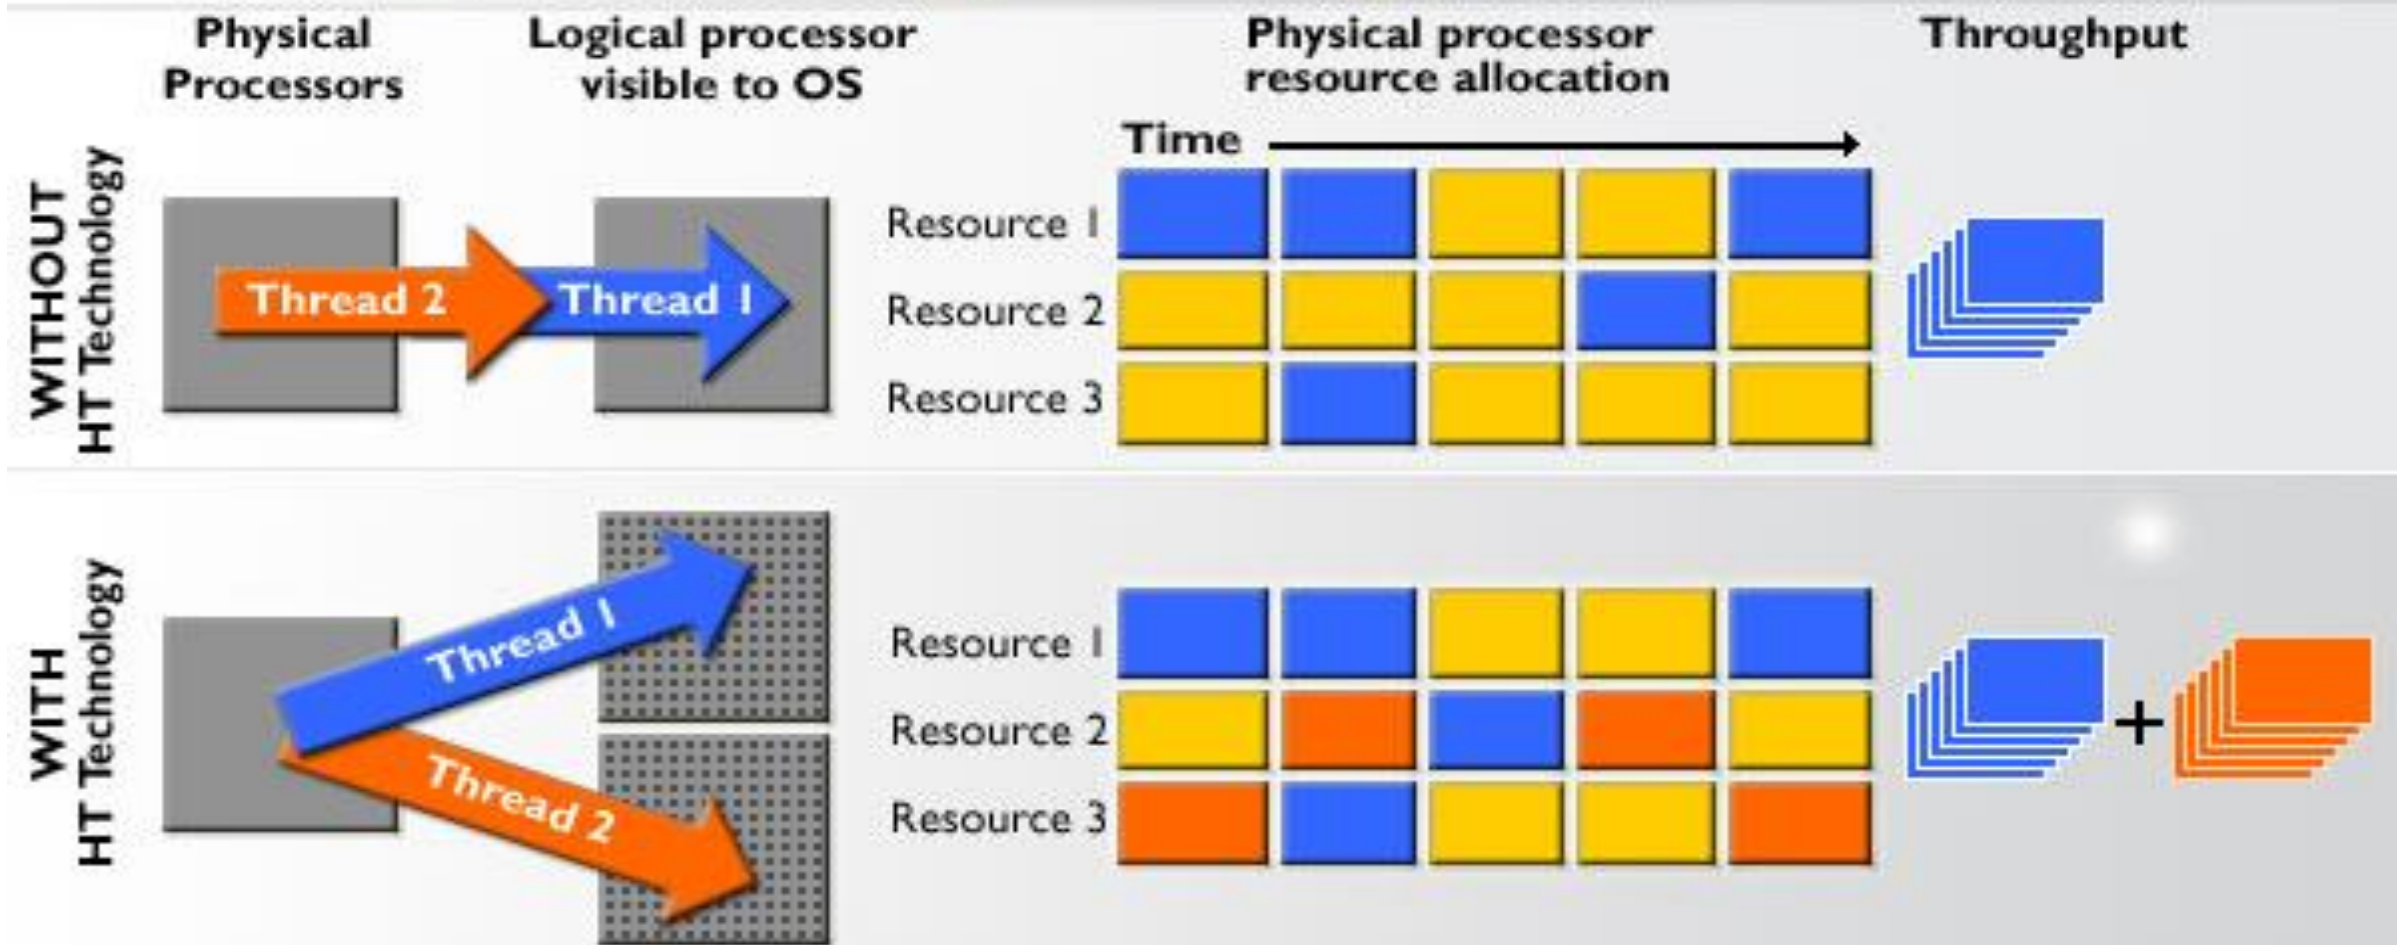 Physical
Processors
Logical processor
visible to OS
Physical processor
resource allocation
Throughput
Time
WITHOUT
HT Technology
Thread 2
Thread 1
Resource 1
Resource 2
Resource 3
WITH
HT Technology
Thread 1
Thread 2
Resource 1
Resource 2
Resource 3
+